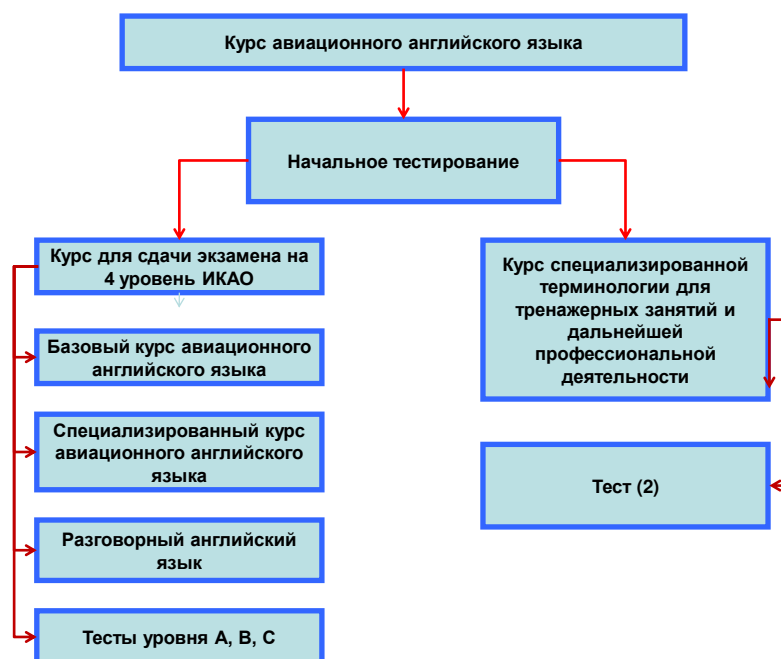 Курс авиационного английского языка
Начальное тестирование
Курс для сдачи экзамена на
4 уровень ИКАО
Базовый курс авиационного
английского языка
Специализированный курс
авиационного английского
языка
Разговорный английский
язык
Тесты уровня А, В, С
Курс специализированной
терминологии для
тренажерных занятий и
дальнейшей
профессиональной
деятельности
Тест (2)